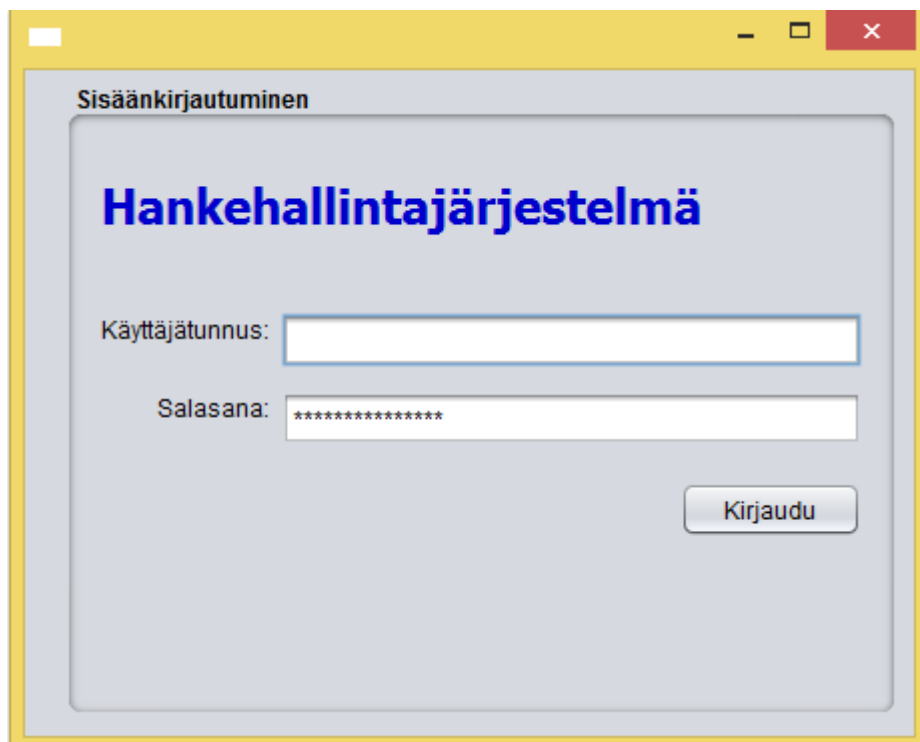 Sisäänkirjautuminen
Hankehallintajärjestelmä
Käyttäjätunnus:
Salasana: ***************
Kirjaudu